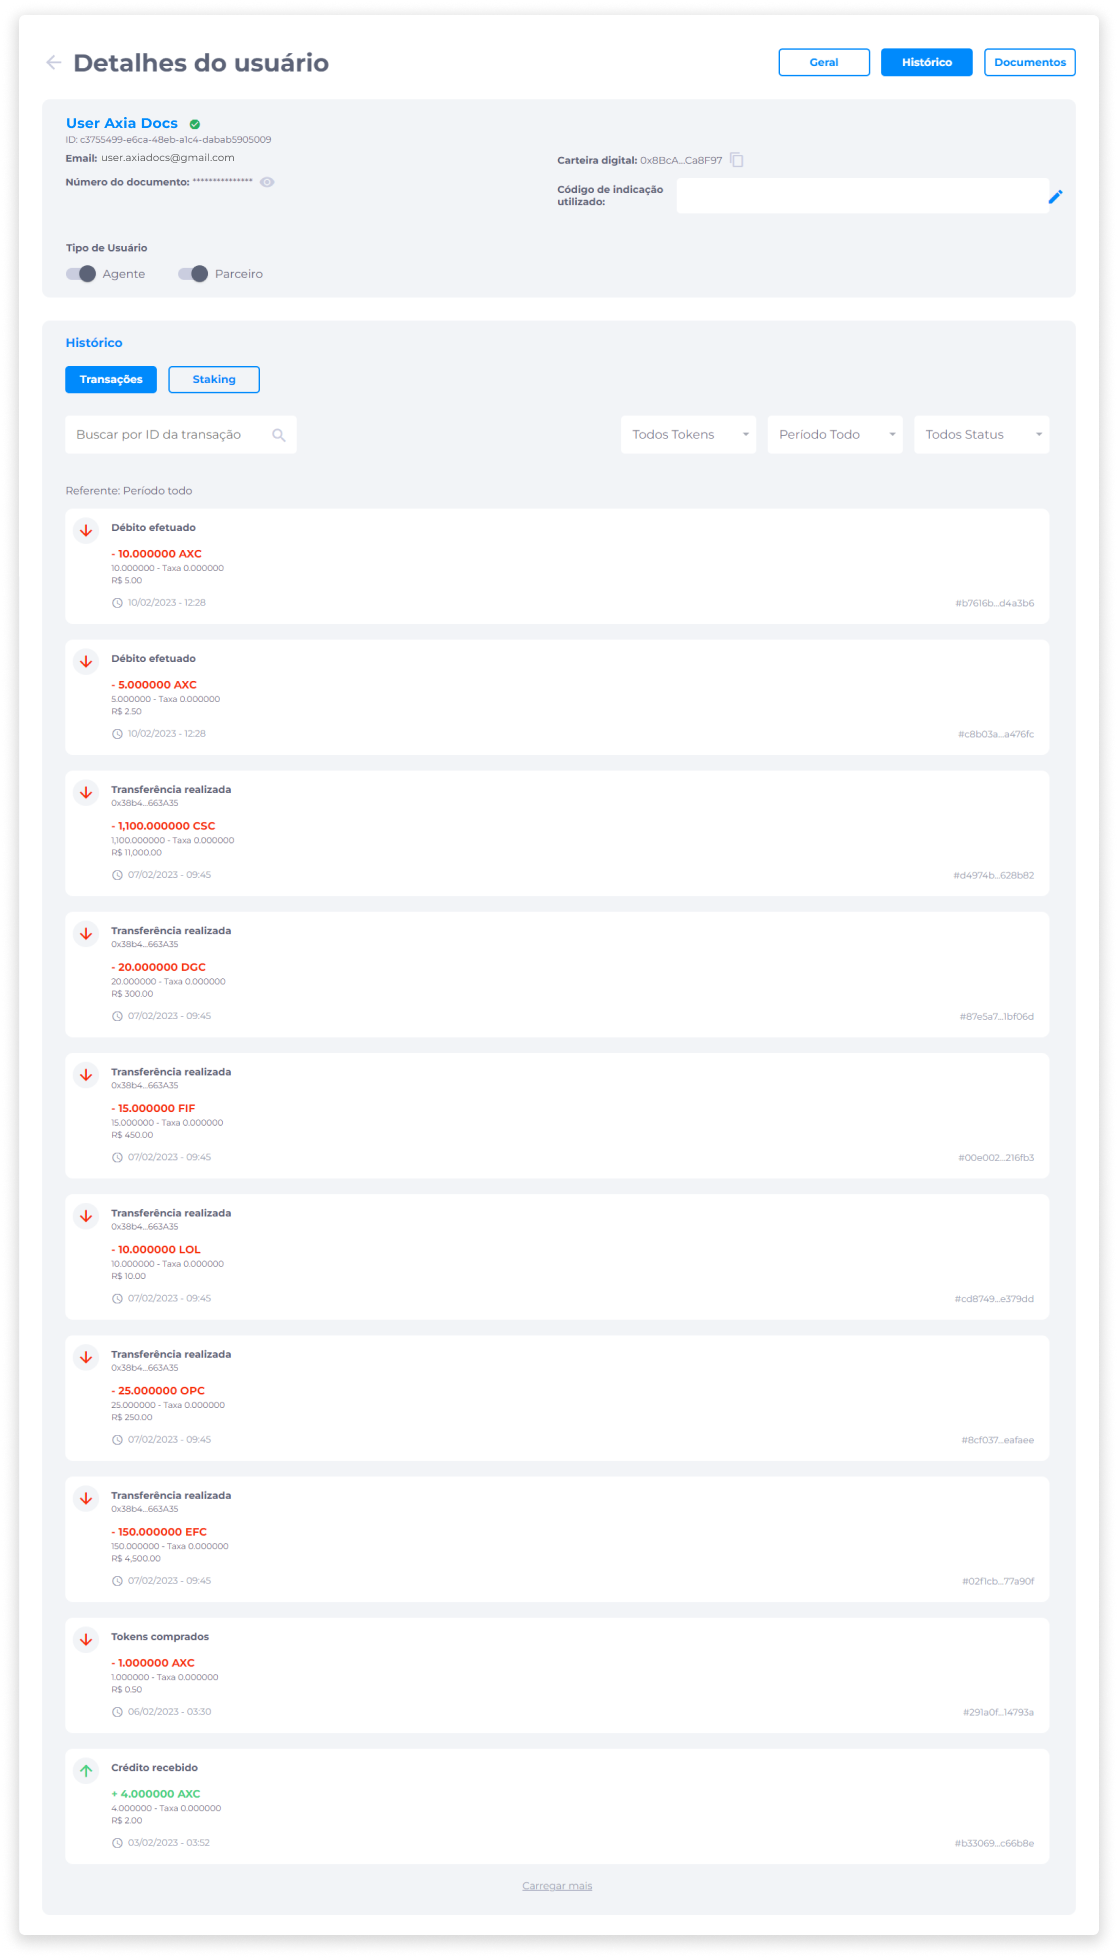 Detalhes do usuário
Geral
Histórico
Documentos
User Axia Docs
ID: c3755499-e6ca-48eb-a1c4-dabab5905009
Email: user.axiadocs@gmail.com
Número do documento: ***************
Carteira digital: 0x8BcA...Ca8F97
Código de indicação
utilizado:
Tipo de Usuário
Agente
Parceiro
Histórico
Transações
Staking
Buscar por ID da transação
Todos Tokens
Período Todo
Todos Status
Referente: Período todo
Débito efetuado
- 10.000000 AXC
10.000000 - Taxa 0.000000
R$ 5.00
10/02/2023 - 12:28
#b7616b...d4a3b6
Débito efetuado
- 5.000000 AXC
5.000000 - Taxa 0.000000
R$ 2.50
10/02/2023 - 12:28
#c8b03a...a476fc
Transferência realizada
0x38b4...663A35
- 1,100.000000 CSC
1,100.000000 - Taxa 0.000000
R$ 11,000.00
07/02/2023 - 09:45
#d4974b...628b82
Transferência realizada
0x38b4...663A35
- 20.000000 DGC
20.000000 - Taxa 0.000000
R$ 300.00
07/02/2023 - 09:45
#87e5a7...1bf06d
Transferência realizada
0x38b4...663A35
- 15.000000 FIF
15.000000 - Taxa 0.000000
R$ 450.00
07/02/2023 - 09:45
#00e002...216fb3
Transferência realizada
0x38b4...663A35
- 10.000000 LOL
10.000000 - Taxa 0.000000
R$ 10.00
07/02/2023 - 09:45
#cd8749...e379dd
Transferência realizada
0x38b4...663A35
- 25.000000 OPC
25.000000 - Taxa 0.000000
R$ 250.00
07/02/2023 - 09:45
#8cf037...eafaee
Transferência realizada
0x38b4...663A35
- 150.000000 EFC
150.000000 - Taxa 0.000000
R$ 4,500.00
07/02/2023 - 09:45
#02f1cb...77a90f
Tokens comprados
- 1.000000 AXC
1.000000 - Taxa 0.000000
R$ 0.50
06/02/2023 - 03:30
#291a0f...14793a
Crédito recebido
+ 4.000000 AXC
4.000000 - Taxa 0.000000
R$ 2.00
03/02/2023 - 03:52
#b33069...c66b8e
Carregar mais